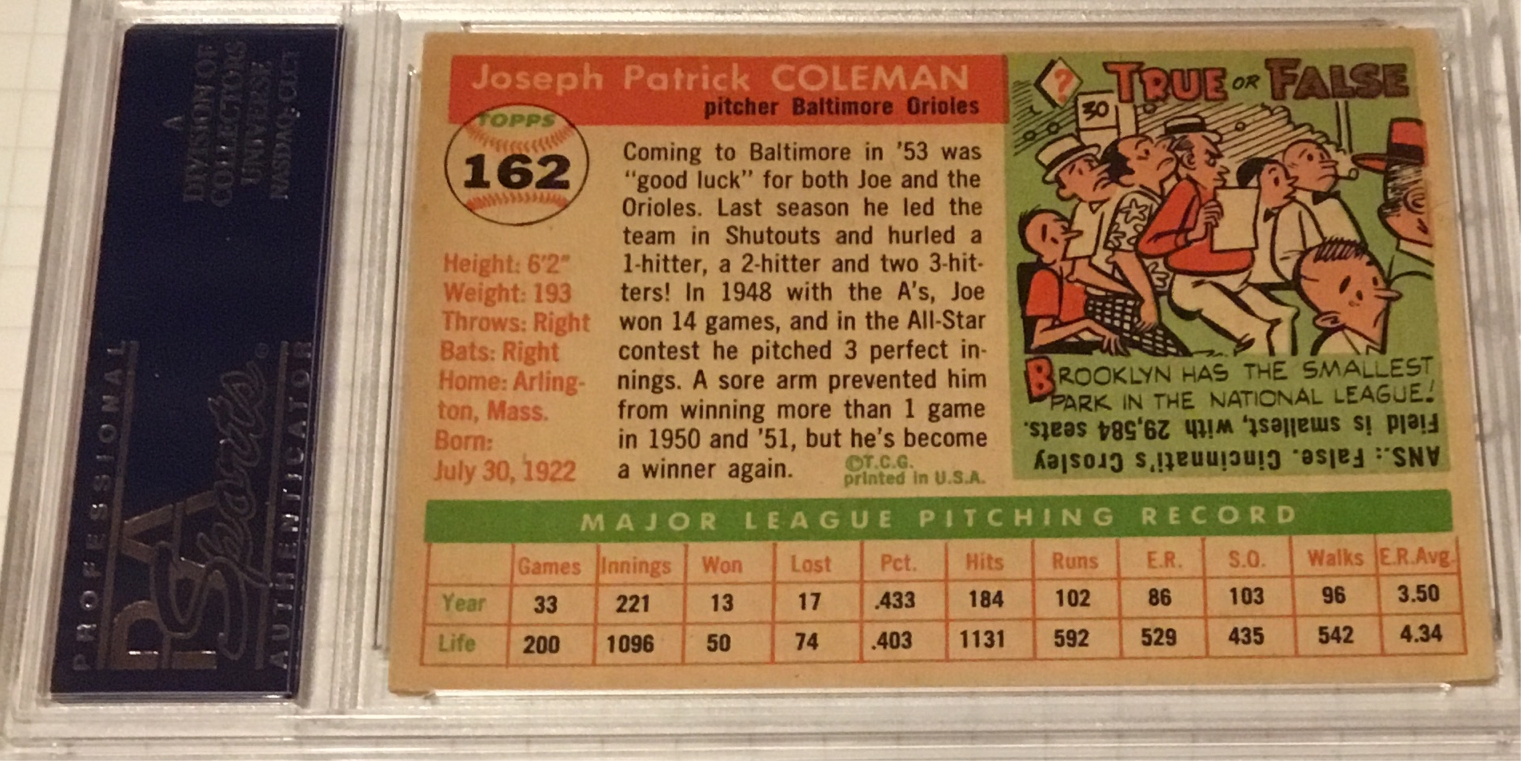 A
DIVISION OF
COLLECTORS
UNIVERSE
NASDAQ: CLCT
PROFESSIONAL
PSA
Sports
AUTHENTICATOR
Joseph Patrick COLEMAN
pitcher Baltimore Orioles
TOPPS
162
Height: 6'2"
Weight: 193
Throws: Right
Bats: Right
Home: Arling-
ton, Mass.
Born:
July 30, 1922
Coming to Baltimore in '53 was
"good luck" for both Joe and the
Orioles. Last season he led the
team in Shutouts and hurled a
1-hitter, a 2-hitter and two 3-hit-
ters! In 1948 with the A's, Joe
won 14 games, and in the All-Star
contest he pitched 3 perfect in-
nings. A sore arm prevented him
from winning more than 1 game
in 1950 and '51, but he's become
a winner again.
©T.C.G.
printed in U.S.A.
? TRUE OR FALSE
30
BROOKLYN HAS THE SMALLEST
PARK IN THE NATIONAL LEAGUE!
ANS.: False. Cincinnati's Crosley
Field is smallest, with 29,584 seats.
MAJOR LEAGUE PITCHING RECORD
Games Innings Won Lost Pct. Hits Runs E.R. S.O. Walks E.R.Avg.
Year 33 221 13 17 .433 184 102 86 103 96 3.50
Life 200 1096 50 74 .403 1131 592 529 435 542 4.34